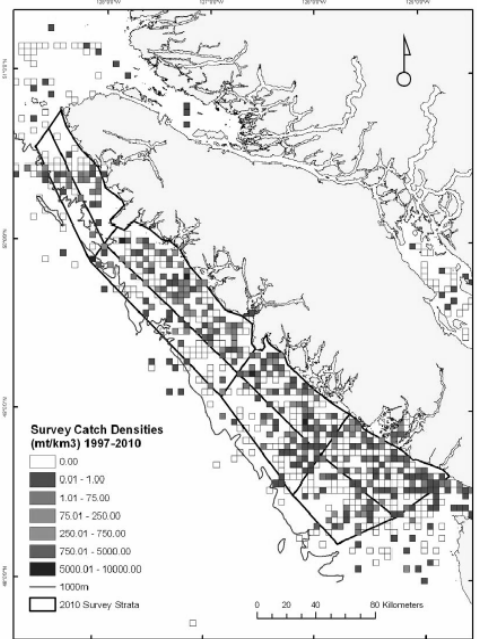 Survey Catch Densities
(mt/km3) 1997-2010
0.00
0.01 - 1.00
1.01 - 75.00
75.01 - 250.00
250.01 - 750.00
750.01 - 5000.00
5000.01 - 10000.00
1000m
2010 Survey Strata
0 20 40 80 Kilometers